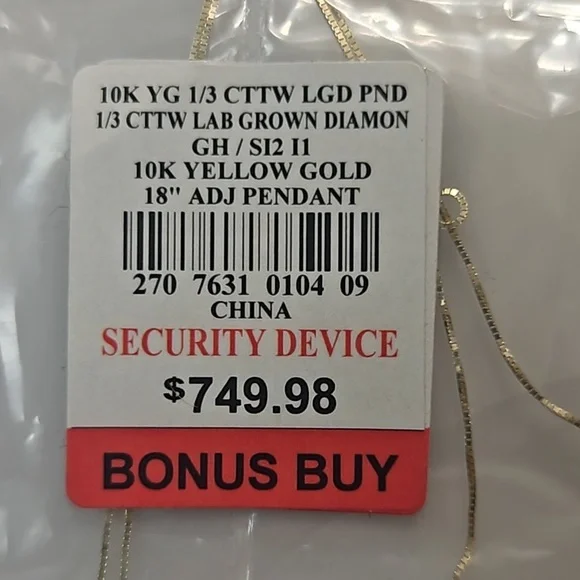 10K YG 1/3 CTTW LGD PND
1/3 CTTW LAB GROWN DIAMON
GH / SI2 I1
10K YELLOW GOLD
18" ADJ PENDANT
270 7631 0104 09
CHINA
SECURITY DEVICE
$749.98
BONUS BUY